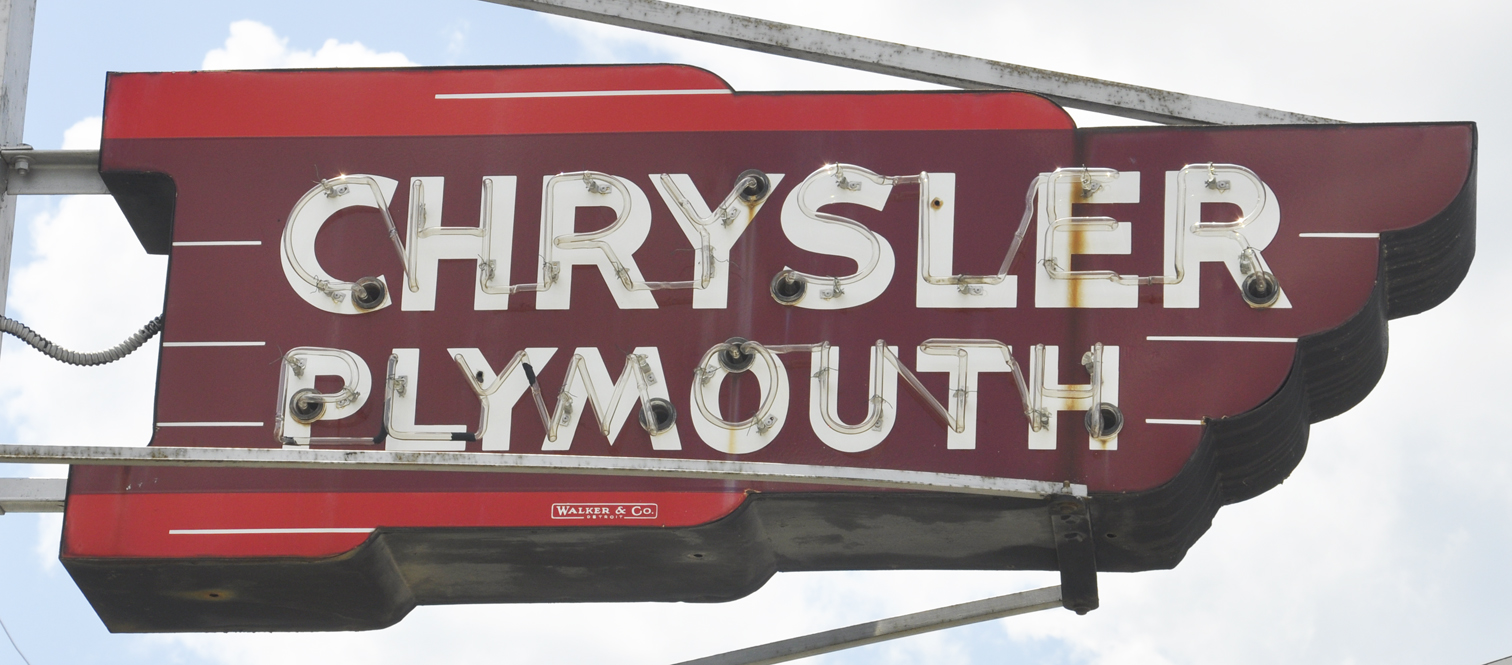 CHRYSLER
PLYMOUTH
WALKER & CO.
DETROIT